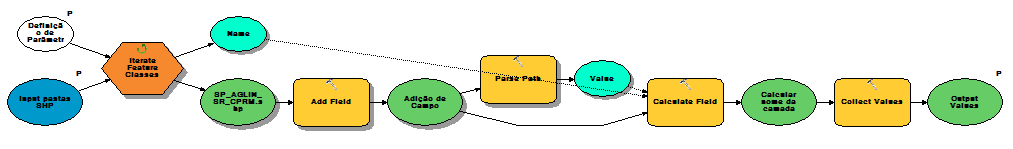 P
Definiçã
o de
Parâmetr
P
Input pastas
SHP
Iterate
Feature
Classes
Name
SP_AGLIM_
SR_CPRM.s
hp
Add Field
Adição de
Campo
Parse Path
Value
Calculate Field
Calcular
nome da
camada
Collect Values
P
Output
Values